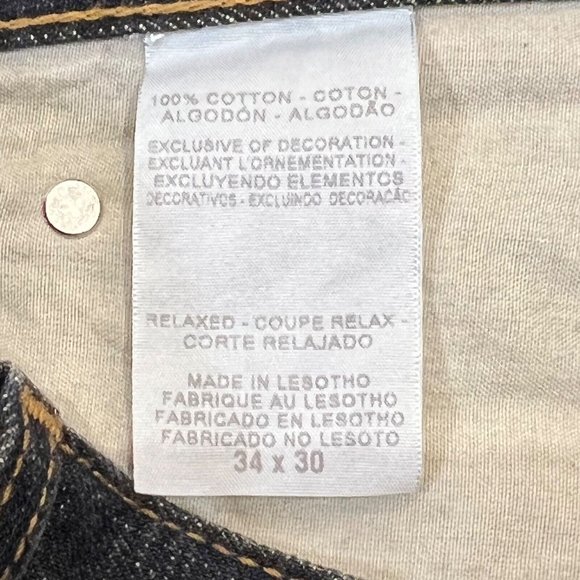 100% COTTON - COTON -
ALGODÓN - ALGODÃO
EXCLUSIVE OF DECORATION -
EXCLUANT L'ORNEMENTATION -
EXCLUYENDO ELEMENTOS
DECORATIVOS - EXCLUINDO DECORAÇÃO
RELAXED - COUPE RELAX -
CORTE RELAJADO
MADE IN LESOTHO
FABRIQUE AU LESOTHO
FABRICADO EN LESOTHO
FABRICADO NO LESOTO
34 x 30